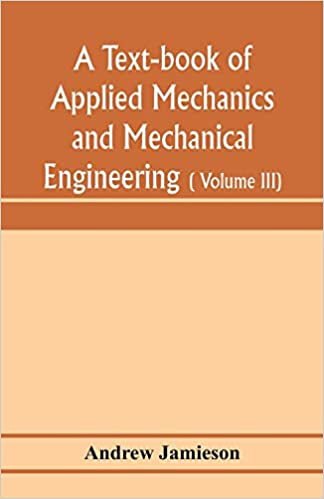 A Text-book of
Applied Mechanics
and Mechanical
Engineering ( Volume III)
Andrew Jamieson